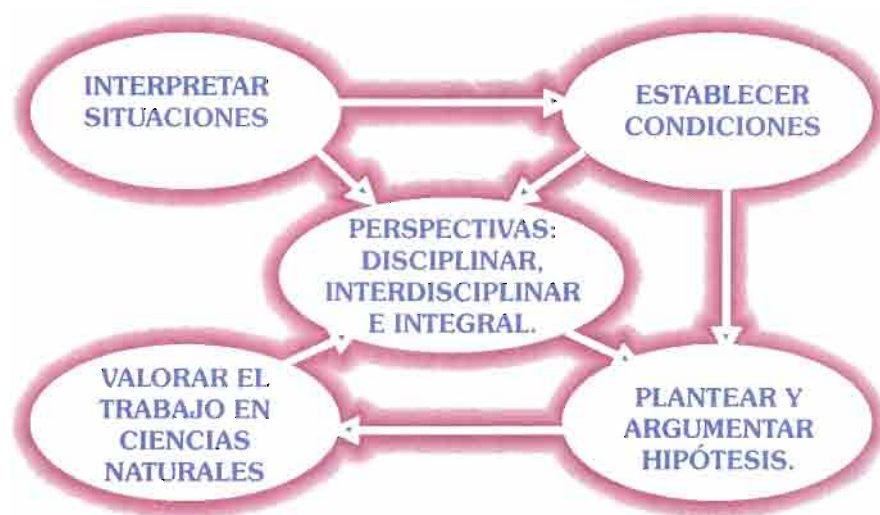 INTERPRETAR
SITUACIONES
ESTABLECER
CONDICIONES
PERSPECTIVAS:
DISCIPLINAR,
INTERDISCIPLINAR
E INTEGRAL.
VALORAR EL
TRABAJO EN
CIENCIAS
NATURALES
PLANTEAR Y
ARGUMENTAR
HIPÓTESIS.